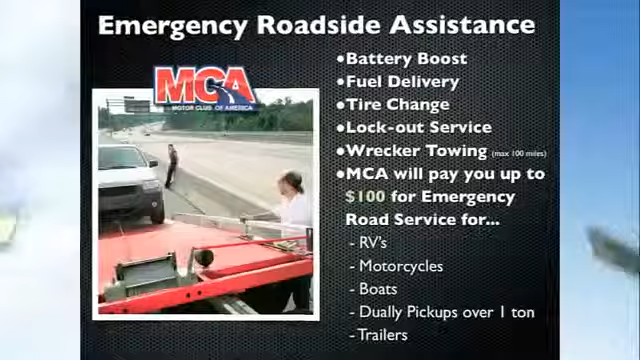 Emergency Roadside Assistance
MCA
MOTOR CLUB OF AMERICA
•Battery Boost
•Fuel Delivery
•Tire Change
•Lock-out Service
•Wrecker Towing (max 100 miles)
•MCA will pay you up to
$100 for Emergency
Road Service for...
- RV's
- Motorcycles
- Boats
- Dually Pickups over 1 ton
- Trailers